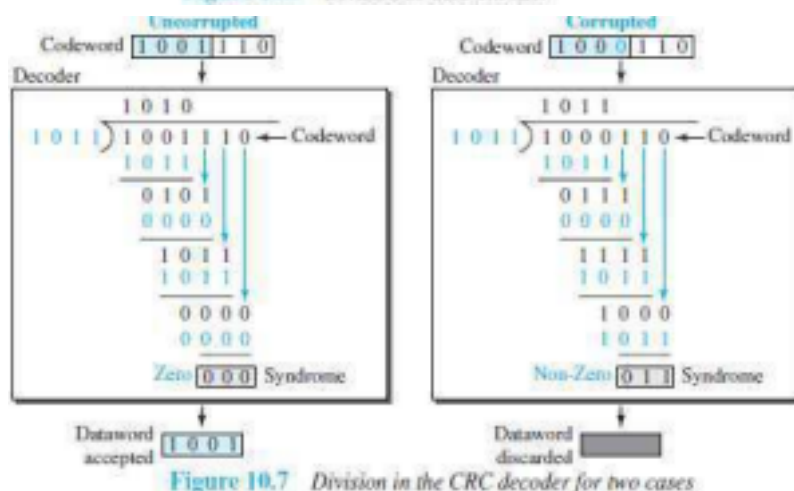 Uncorrupted
Codeword 1 0 0 1 1 1 0
Decoder
1 0 1 0
1 0 1 1 ) 1 0 0 1 1 1 0 Codeword
1 0 1 1
0 1 0 1
0 0 0 0
1 0 1 1
1 0 1 1
0 0 0 0
0 0 0 0
Zero 0 0 0 Syndrome
Dataword
accepted
1 0 0 1
Corrupted
Codeword 1 0 0 0 1 1 0
Decoder
1 0 1 1
1 0 1 1 ) 1 0 0 0 1 1 0 Codeword
1 0 1 1
0 1 1 1
0 0 0 0
1 1 1 1
1 0 1 1
1 0 0 0
1 0 1 1
Non-Zero 0 1 1 Syndrome
Dataword
discarded
Figure 10.7 Division in the CRC decoder for two cases